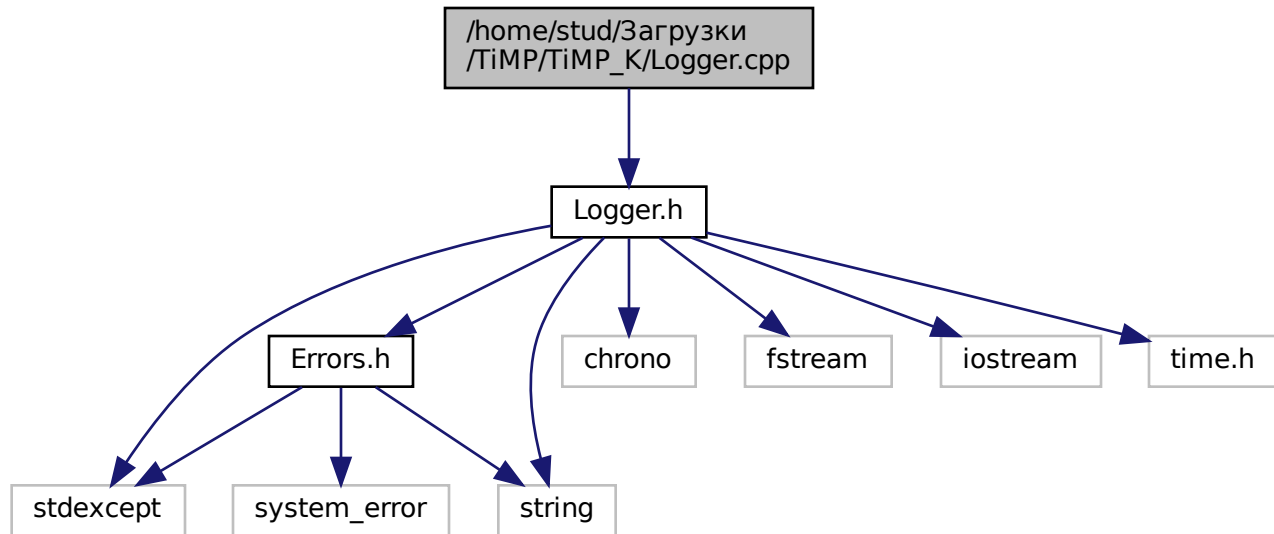 /home/stud/Загрузки
/TiMP/TiMP_K/Logger.cpp
Logger.h
Errors.h
chrono
fstream
iostream
time.h
stdexcept
system_error
string